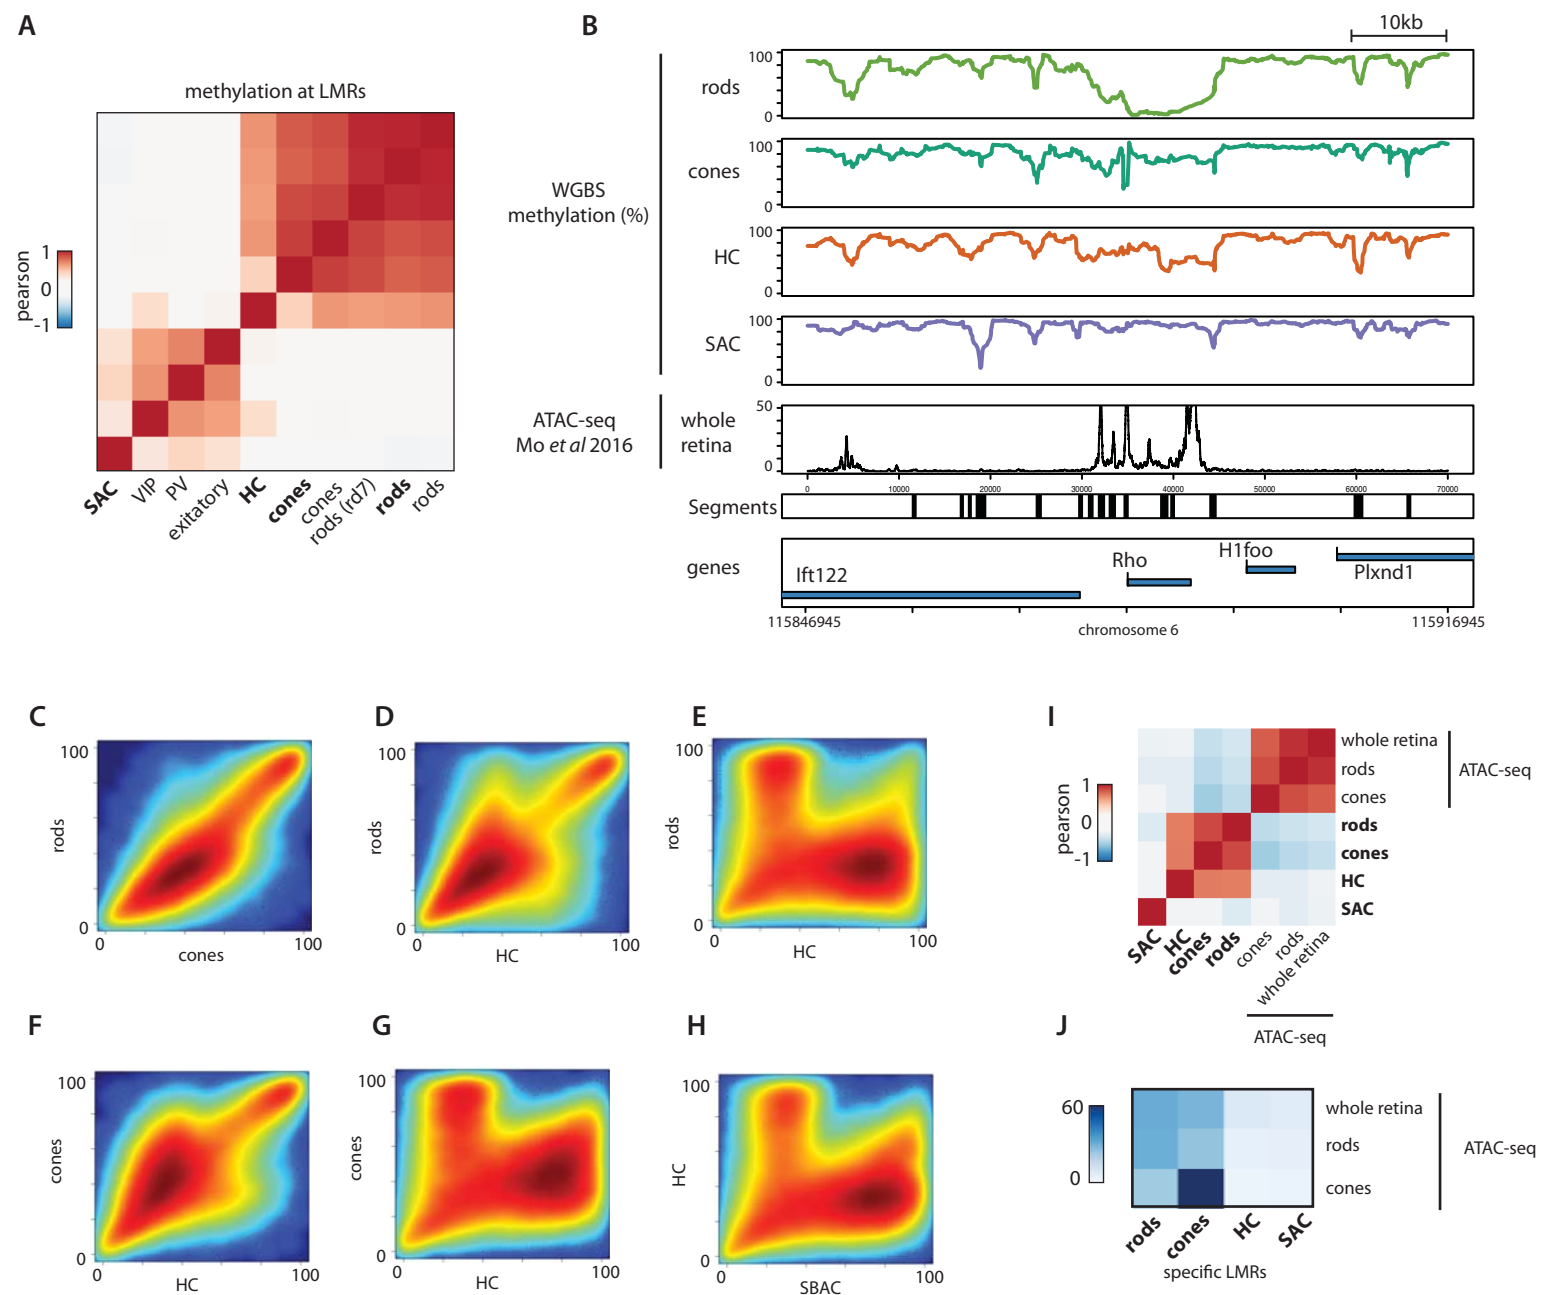 A
methylation at LMRs
pearson
1
0
-1
SAC
VIP
PV
exitatory
HC
cones
cones
rods (rd7)
rods
rods
B
10kb
WGBS
methylation (%)
rods
100
0
cones
100
0
HC
100
0
SAC
100
0
ATAC-seq
Mo et al 2016
whole
retina
50
0
0 10000 20000 30000 40000 50000 60000 70000
Segments
genes
Ift122
Rho
H1foo
Plxnd1
115846945
chromosome 6
115916945
C
100
rods
0
0
100
cones
D
100
rods
0
0
100
HC
E
100
rods
0
0
100
HC
F
100
cones
0
0
100
HC
G
100
cones
0
0
100
HC
H
100
HC
0
0
100
SBAC
I
pearson
1
0
-1
whole retina
rods
cones
ATAC-seq
rods
cones
HC
SAC
SAC
HC
cones
rods
cones
rods
whole retina
ATAC-seq
J
60
0
whole retina
rods
cones
ATAC-seq
rods
cones
HC
SAC
specific LMRs